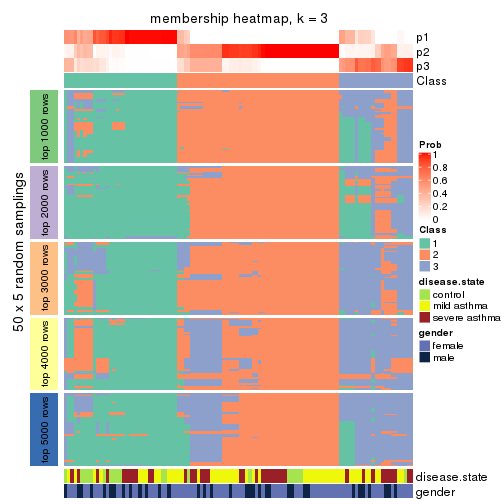 membership heatmap, k = 3
p1
p2
p3
Class
50 x 5 random samplings
top 1000 rows
top 2000 rows
top 3000 rows
top 4000 rows
top 5000 rows
Prob
1
0.8
0.6
0.4
0.2
0
Class
1
2
3
disease.state
control
mild asthma
severe asthma
gender
female
male
disease.state
gender